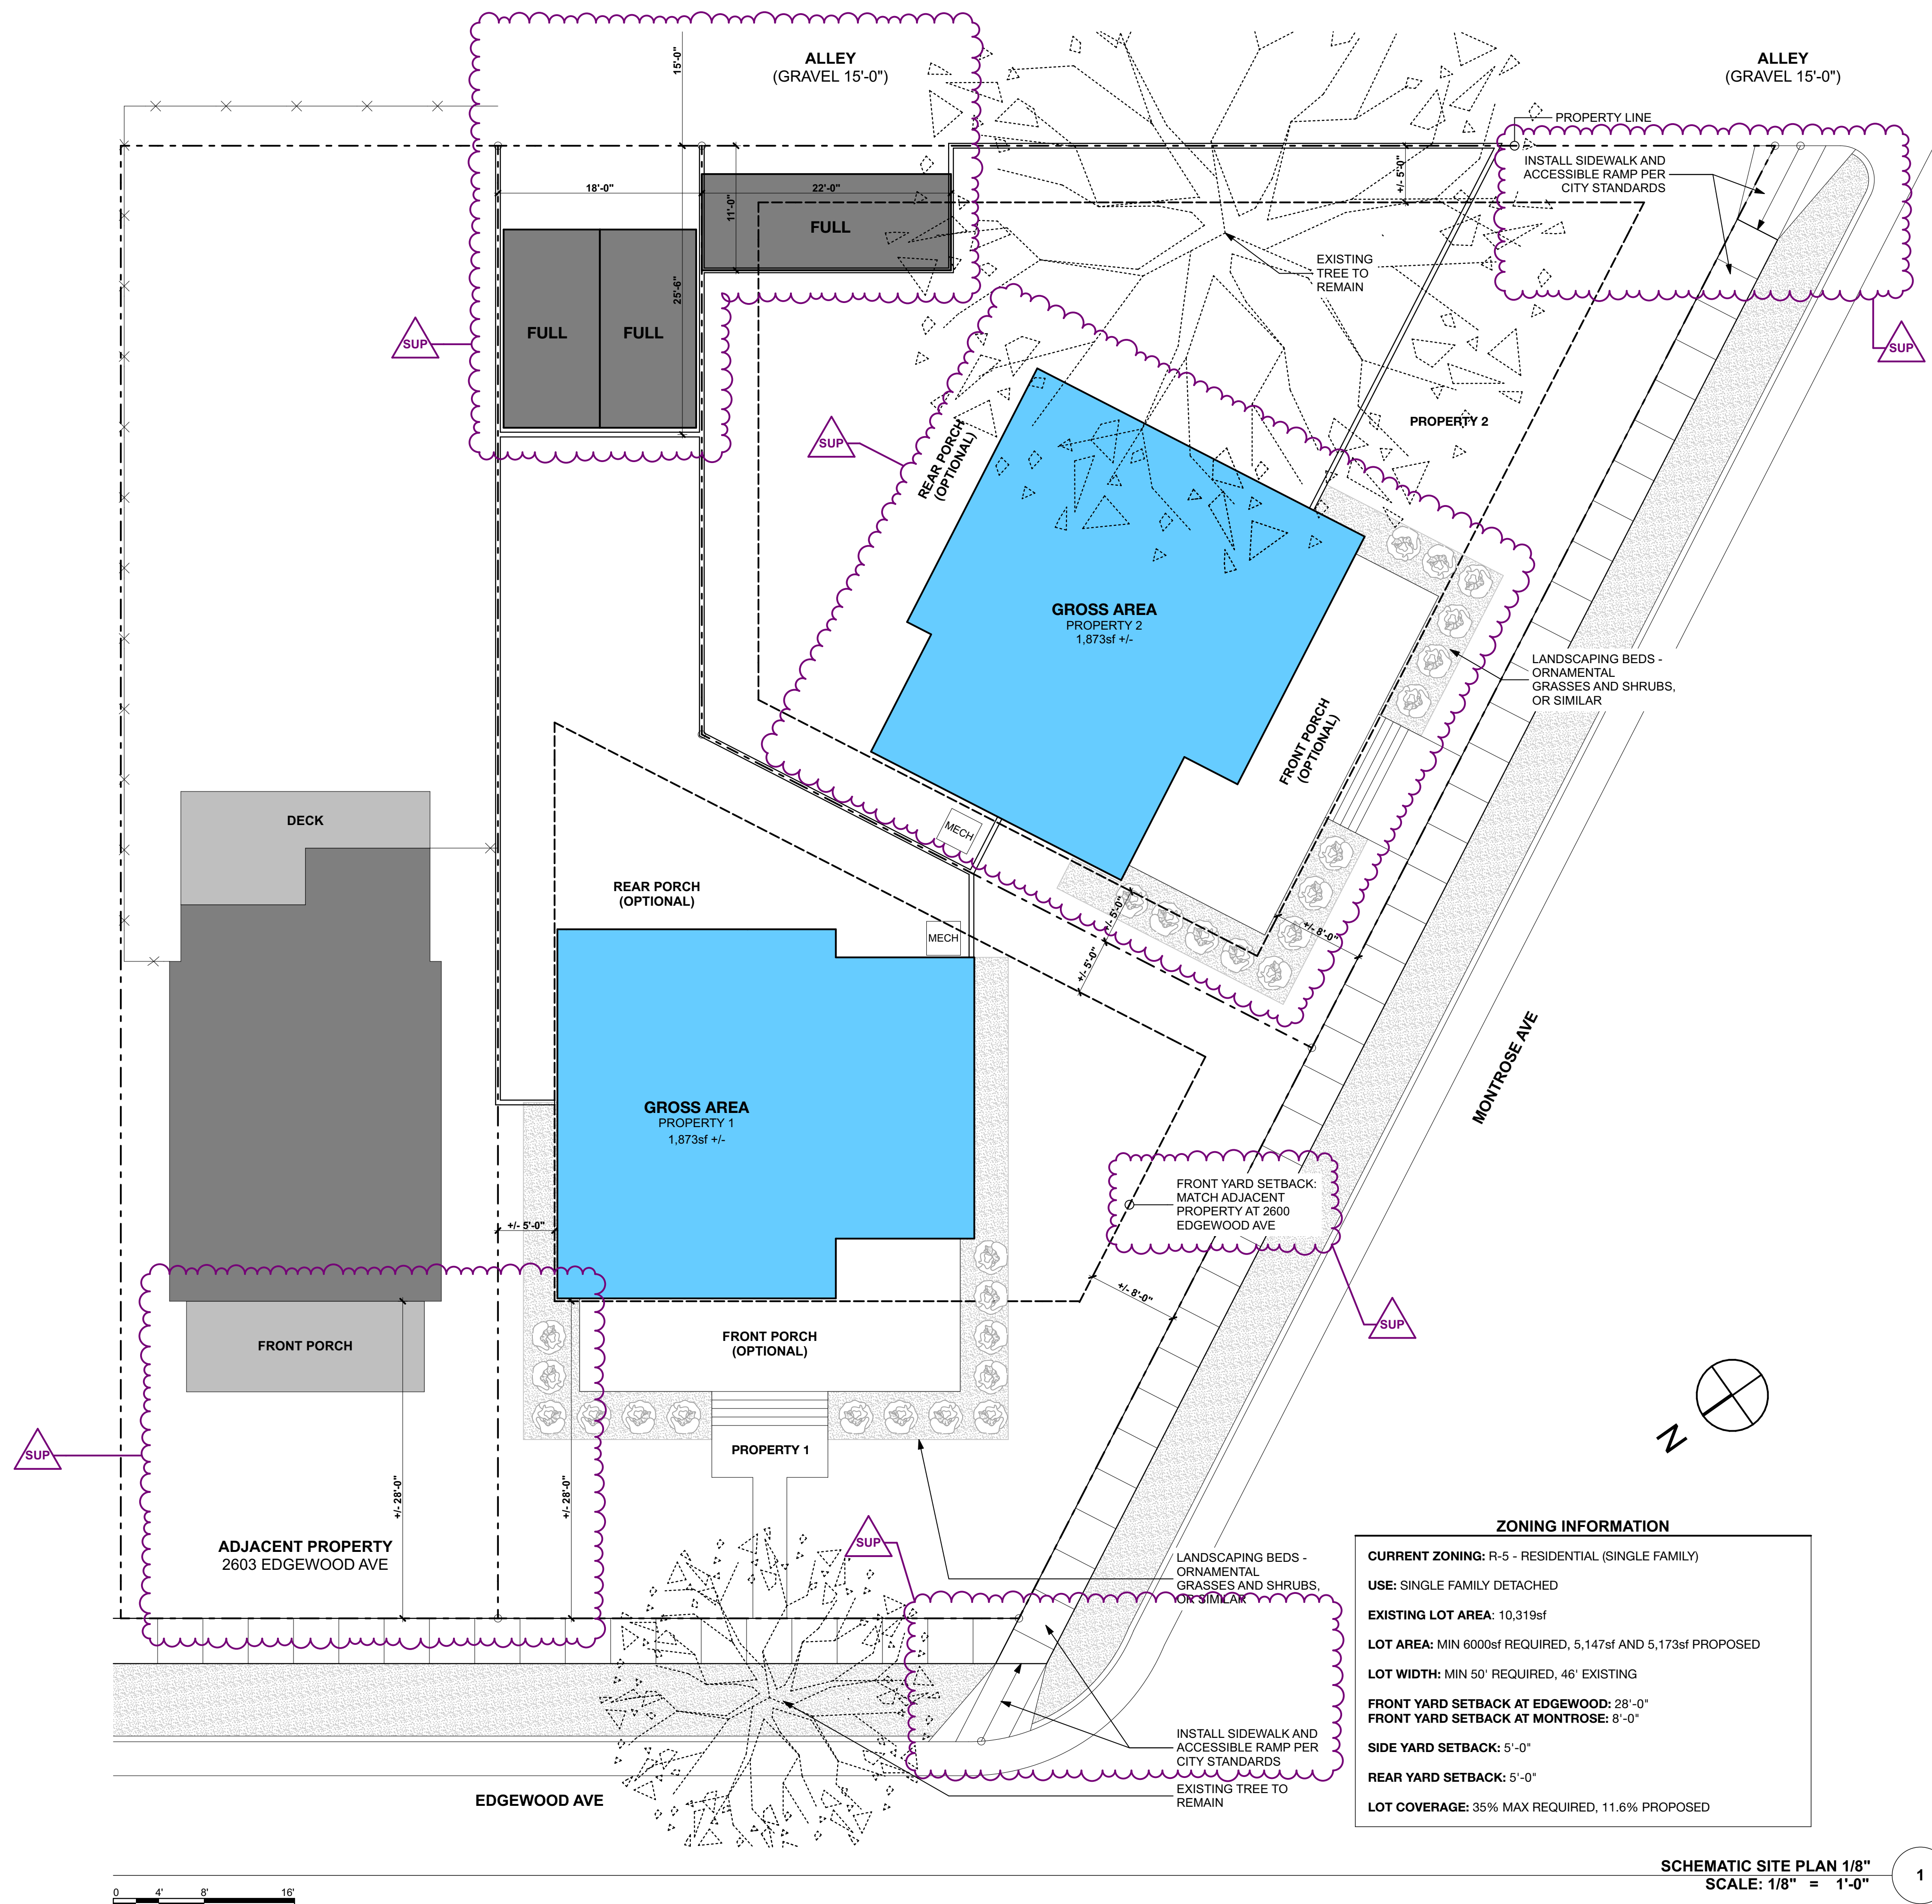 ALLEY
(GRAVEL 15'-0")
ALLEY
(GRAVEL 15'-0")
15'-0"
PROPERTY LINE
INSTALL SIDEWALK AND
ACCESSIBLE RAMP PER
CITY STANDARDS
+/- 5'-0"
18'-0"
22'-0"
11'-0"
FULL
25'-6"
FULL
FULL
EXISTING
TREE TO
REMAIN
SUP
SUP
SUP
PROPERTY 2
REAR PORCH
(OPTIONAL)
GROSS AREA
PROPERTY 2
1,873sf +/-
LANDSCAPING BEDS -
ORNAMENTAL
GRASSES AND SHRUBS,
OR SIMILAR
FRONT PORCH
(OPTIONAL)
DECK
MECH
REAR PORCH
(OPTIONAL)
MECH
+/- 5'-0"
+/- 5'-0"
+/- 8'-0"
MONTROSE AVE
GROSS AREA
PROPERTY 1
1,873sf +/-
FRONT YARD SETBACK:
MATCH ADJACENT
PROPERTY AT 2600
EDGEWOOD AVE
+/- 5'-0"
+/- 8'-0"
SUP
FRONT PORCH
FRONT PORCH
(OPTIONAL)
N
SUP
PROPERTY 1
+/- 28'-0"
+/- 28'-0"
ADJACENT PROPERTY
2603 EDGEWOOD AVE
SUP
LANDSCAPING BEDS -
ORNAMENTAL
GRASSES AND SHRUBS,
OR SIMILAR
INSTALL SIDEWALK AND
ACCESSIBLE RAMP PER
CITY STANDARDS
EXISTING TREE TO
REMAIN
EDGEWOOD AVE
ZONING INFORMATION
CURRENT ZONING: R-5 - RESIDENTIAL (SINGLE FAMILY)
USE: SINGLE FAMILY DETACHED
EXISTING LOT AREA: 10,319sf
LOT AREA: MIN 6000sf REQUIRED, 5,147sf AND 5,173sf PROPOSED
LOT WIDTH: MIN 50' REQUIRED, 46' EXISTING
FRONT YARD SETBACK AT EDGEWOOD: 28'-0"
FRONT YARD SETBACK AT MONTROSE: 8'-0"
SIDE YARD SETBACK: 5'-0"
REAR YARD SETBACK: 5'-0"
LOT COVERAGE: 35% MAX REQUIRED, 11.6% PROPOSED
SCHEMATIC SITE PLAN 1/8"
SCALE: 1/8" = 1'-0"
1
0 4' 8' 16'